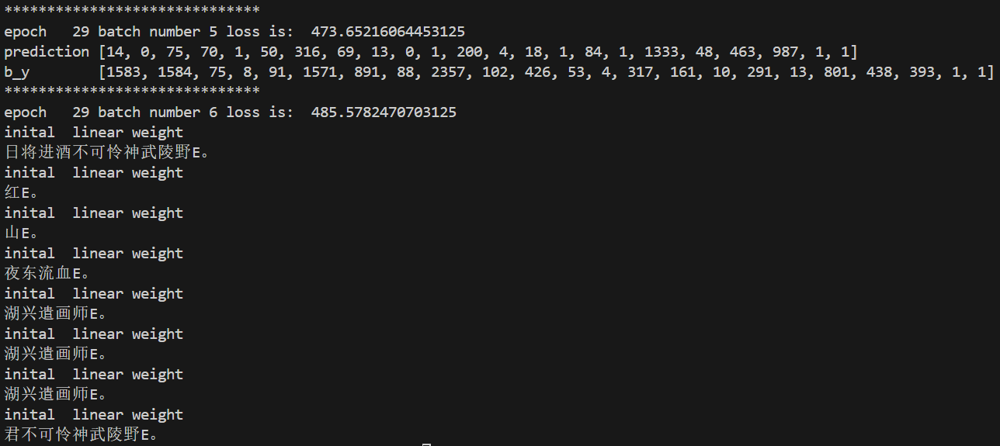 ******************************
epoch   29 batch number 5 loss is:  473.65216064453125
prediction [14, 0, 75, 70, 1, 50, 316, 69, 13, 0, 1, 200, 4, 18, 1, 84, 1, 1333, 48, 463, 987, 1, 1]
b_y        [1583, 1584, 75, 8, 91, 1571, 891, 88, 2357, 102, 426, 53, 4, 317, 161, 10, 291, 13, 801, 438, 393, 1, 1]
******************************
epoch   29 batch number 6 loss is:  485.5782470703125
inital  linear weight
日将进酒不可怜神武陵野E。
inital  linear weight
红E。
inital  linear weight
山E。
inital  linear weight
夜东流血E。
inital  linear weight
湖兴遣画师E。
inital  linear weight
湖兴遣画师E。
inital  linear weight
湖兴遣画师E。
inital  linear weight
君不可怜神武陵野E。